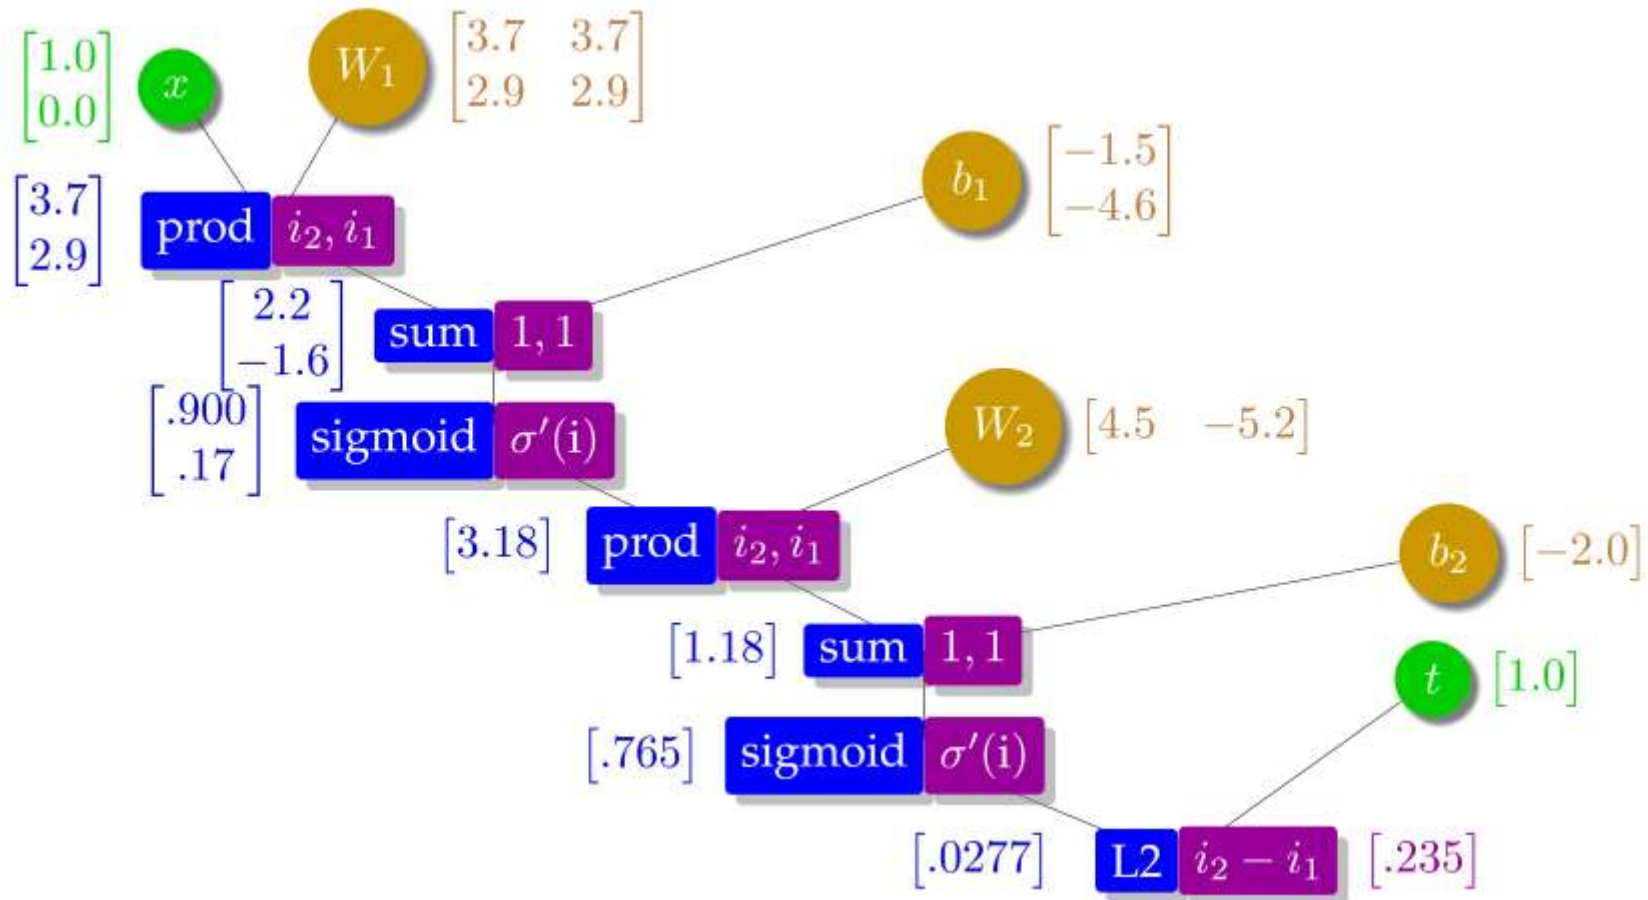 [1.0 0.0] x W₁ [3.7 3.7 2.9 2.9]
[3.7 2.9] prod i₂, i₁
b₁ [−1.5 −4.6]
[2.2 −1.6] sum 1, 1
[.900 .17] sigmoid σ′(i)
W₂ [4.5 −5.2]
[3.18] prod i₂, i₁
b₂ [−2.0]
[1.18] sum 1, 1
t [1.0]
[.765] sigmoid σ′(i)
[.0277] L2 i₂ − i₁ [.235]